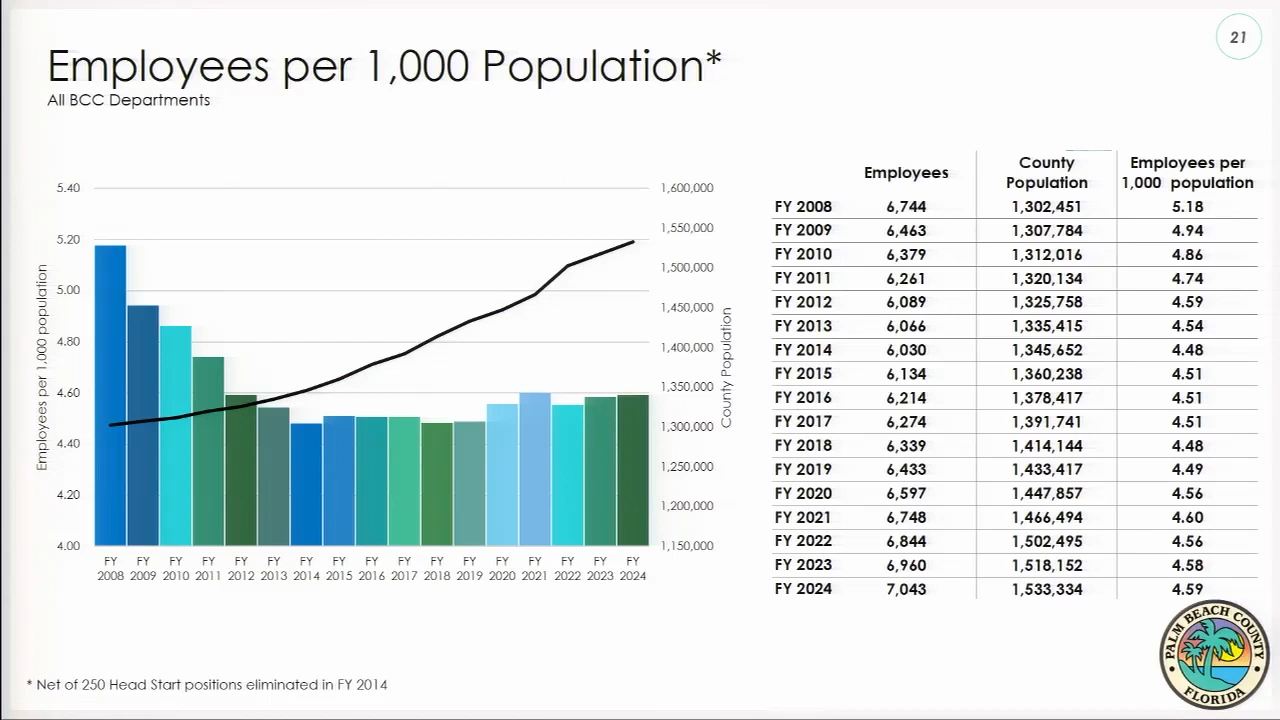 21
Employees per 1,000 Population*
All BCC Departments
Employees per 1,000 population
5.40
5.20
5.00
4.80
4.60
4.40
4.20
4.00
1,600,000
1,550,000
1,500,000
1,450,000
1,400,000
1,350,000
1,300,000
1,250,000
1,200,000
1,150,000
County Population
FY FY FY FY FY FY FY FY FY FY FY FY FY FY FY FY FY
2008 2009 2010 2011 2012 2013 2014 2015 2016 2017 2018 2019 2020 2021 2022 2023 2024
Employees County Population Employees per 1,000 population
FY 2008 6,744 1,302,451 5.18
FY 2009 6,463 1,307,784 4.94
FY 2010 6,379 1,312,016 4.86
FY 2011 6,261 1,320,134 4.74
FY 2012 6,089 1,325,758 4.59
FY 2013 6,066 1,335,415 4.54
FY 2014 6,030 1,345,652 4.48
FY 2015 6,134 1,360,238 4.51
FY 2016 6,214 1,378,417 4.51
FY 2017 6,274 1,391,741 4.51
FY 2018 6,339 1,414,144 4.48
FY 2019 6,433 1,433,417 4.49
FY 2020 6,597 1,447,857 4.56
FY 2021 6,748 1,466,494 4.60
FY 2022 6,844 1,502,495 4.56
FY 2023 6,960 1,518,152 4.58
FY 2024 7,043 1,533,334 4.59
PALM BEACH COUNTY
FLORIDA
* Net of 250 Head Start positions eliminated in FY 2014